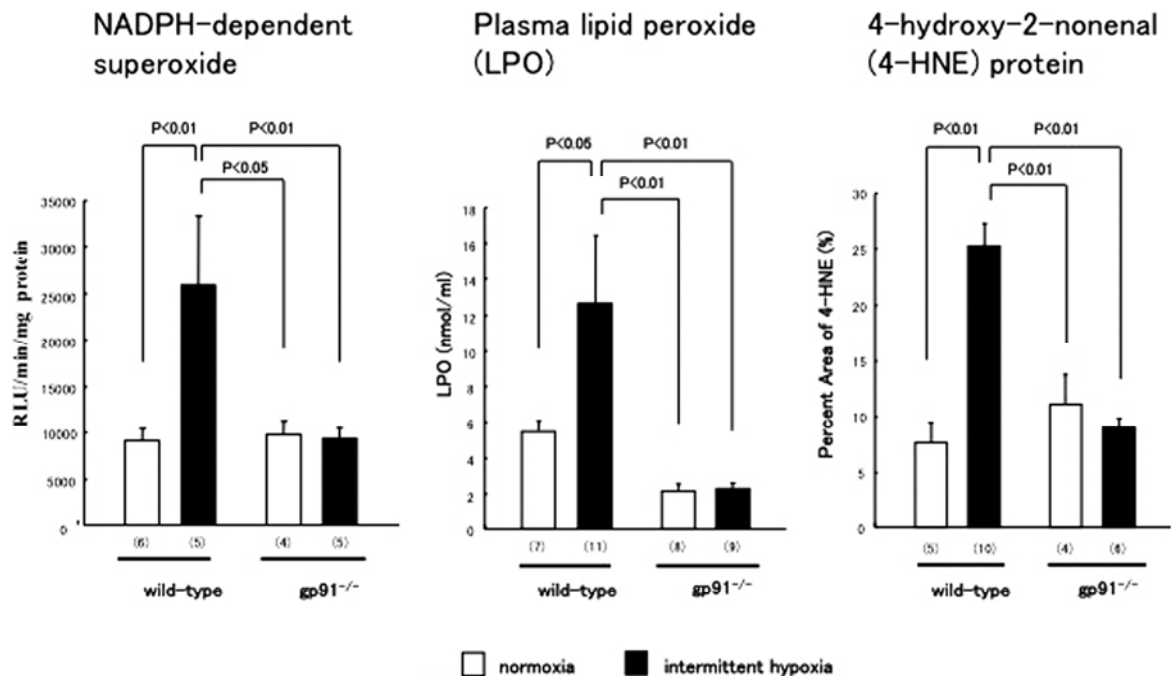 NADPH-dependent
superoxide
P<0.01
P<0.01
P<0.05
RLU/min/mg protein
35000
30000
25000
20000
15000
10000
5000
0
(6)
(5)
(4)
(5)
wild-type
gp91-/-
Plasma lipid peroxide
(LPO)
P<0.05
P<0.01
P<0.01
LPO (nmol/ml)
18
16
14
12
10
8
6
4
2
0
(7)
(11)
(8)
(9)
wild-type
gp91-/-
4-hydroxy-2-nonenal
(4-HNE) protein
P<0.01
P<0.01
P<0.01
Percent Area of 4-HNE (%)
30
25
20
15
10
5
0
(5)
(10)
(4)
(6)
wild-type
gp91-/-
normoxia
intermittent hypoxia